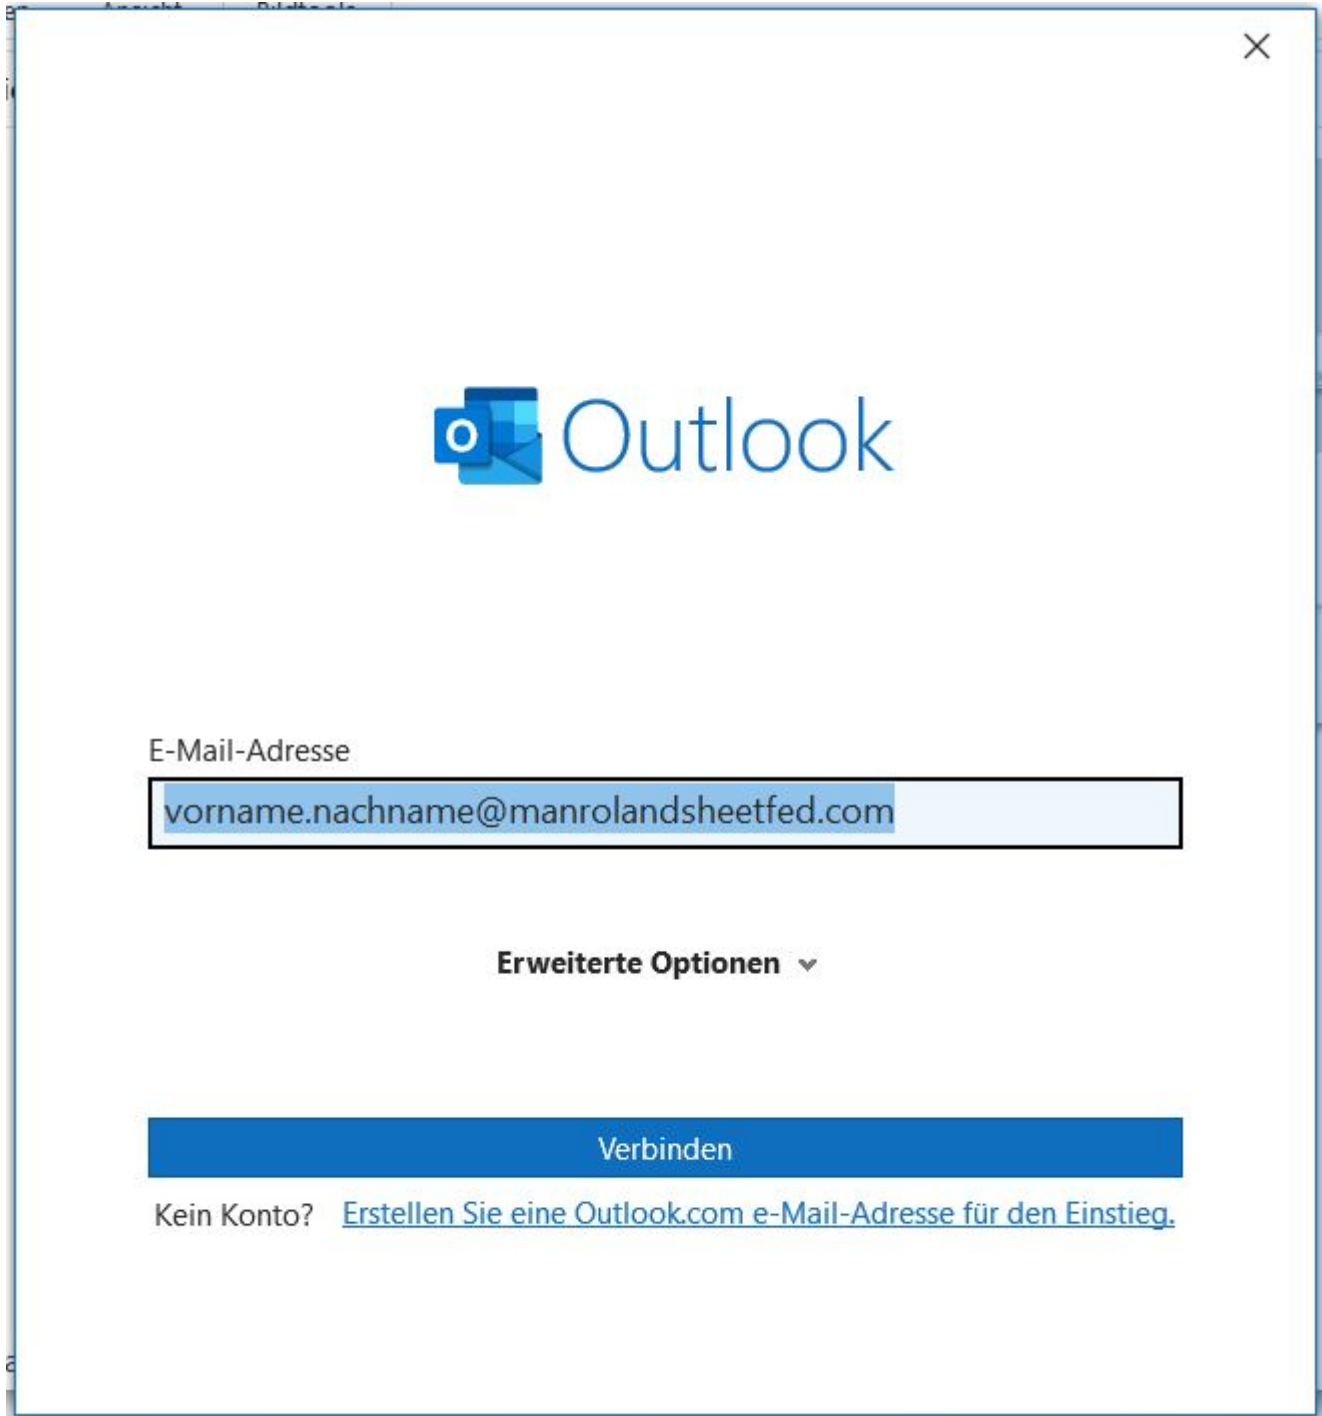 Outlook
E-Mail-Adresse
vorname.nachname@manrolandsheetfed.com
Erweiterte Optionen
Verbinden
Kein Konto? Erstellen Sie eine Outlook.com e-Mail-Adresse für den Einstieg.